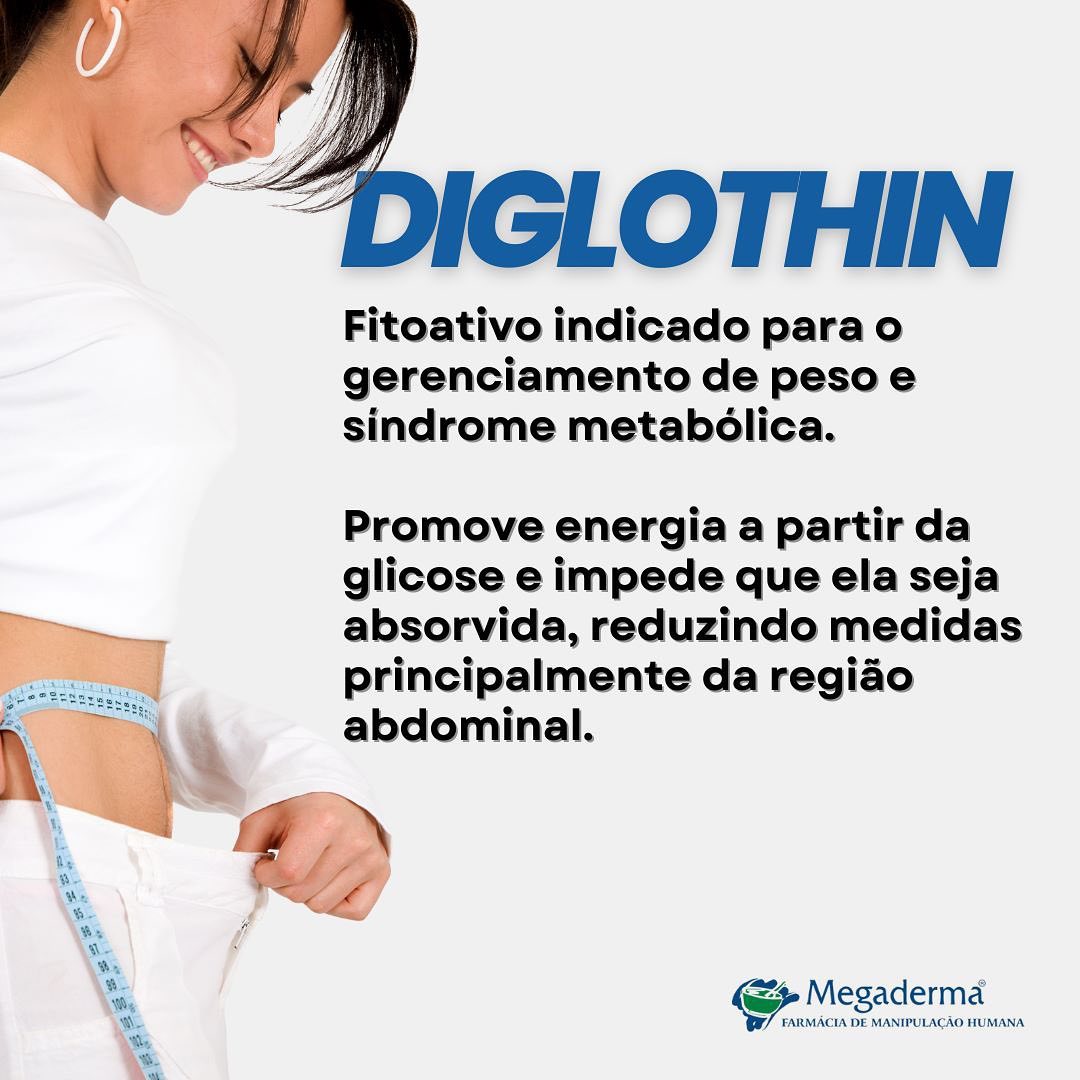 DIGLOTHIN
Fitoativo indicado para o
gerenciamento de peso e
síndrome metabólica.
Promove energia a partir da
glicose e impede que ela seja
absorvida, reduzindo medidas
principalmente da região
abdominal.
Megaderma®
FARMÁCIA DE MANIPULAÇÃO HUMANA